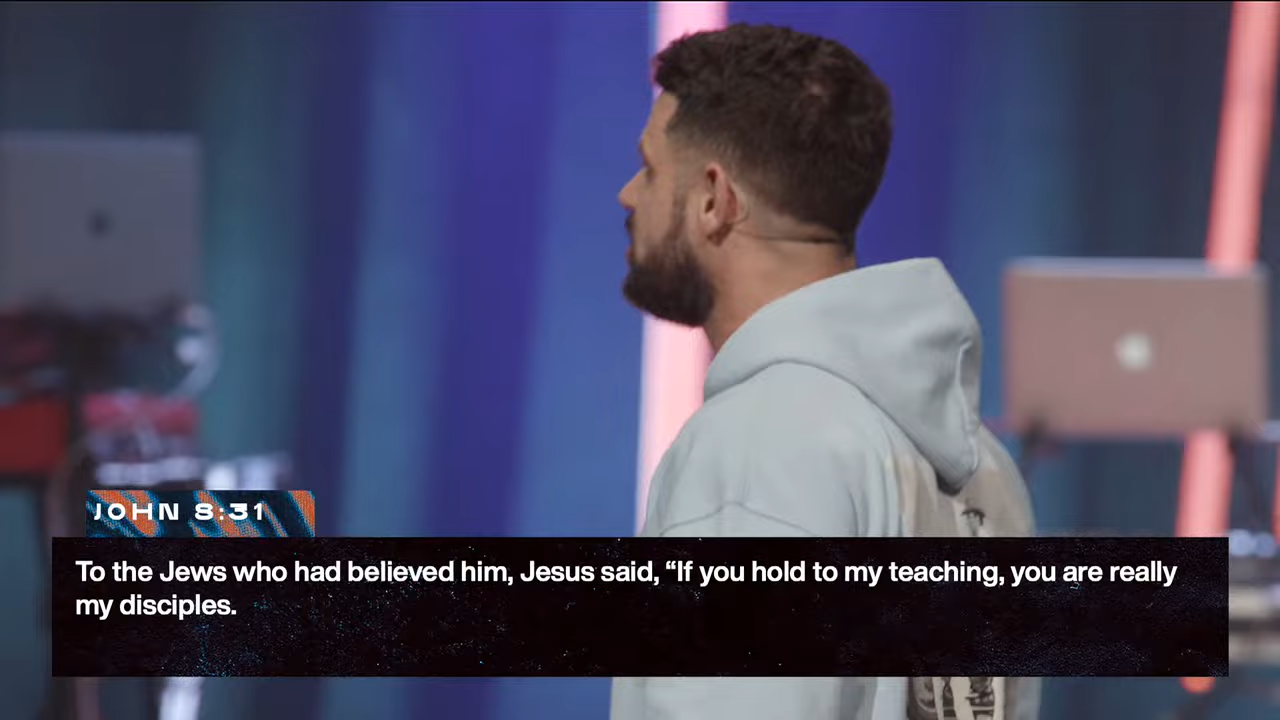 JOHN 8:31
To the Jews who had believed him, Jesus said, “If you hold to my teaching, you are really
my disciples.